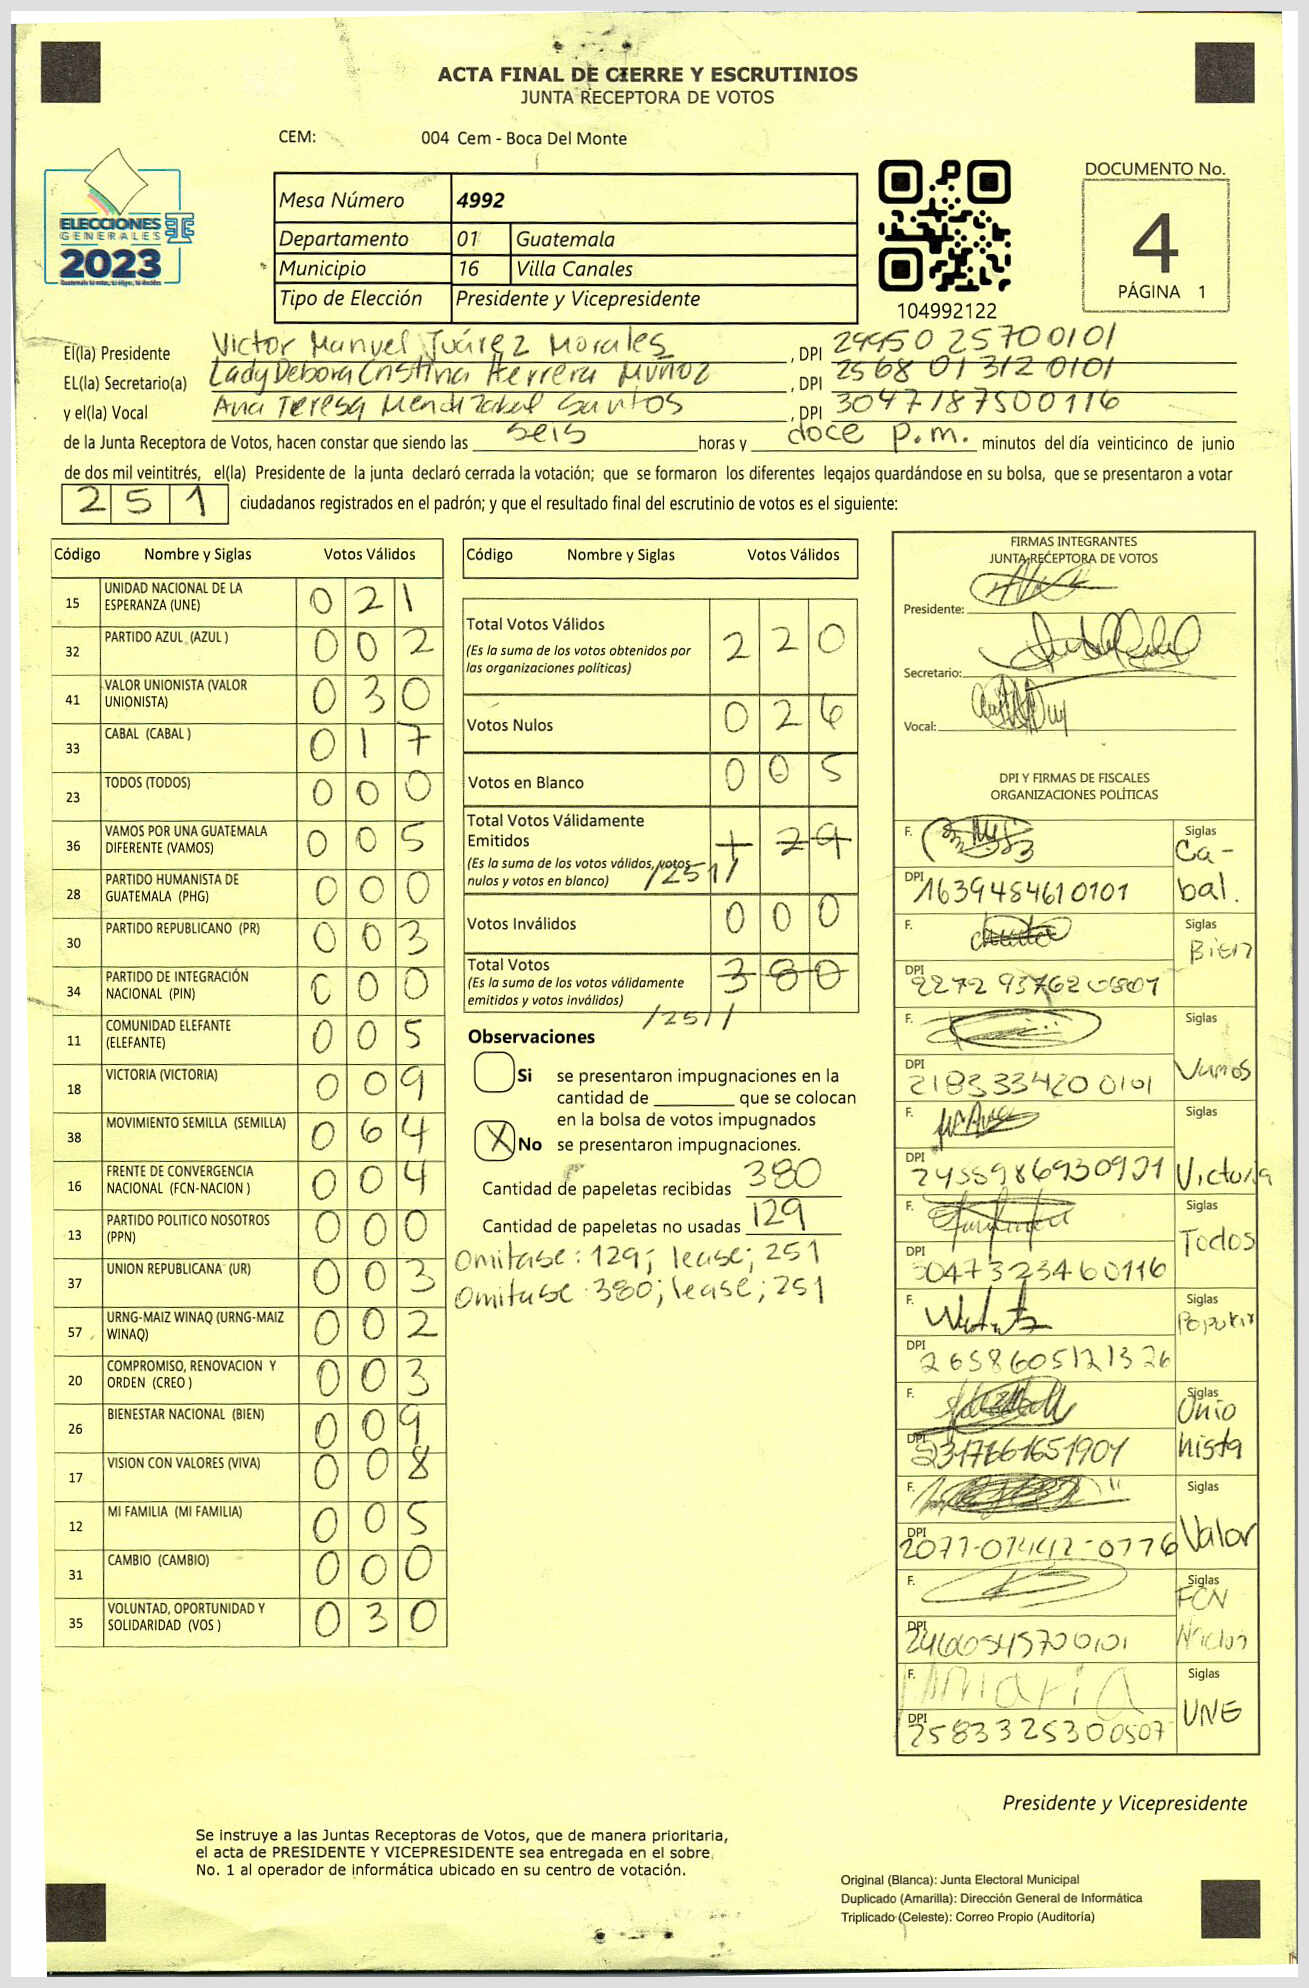 ACTA FINAL DE CIERRE Y ESCRUTINIOS
JUNTA RECEPTORA DE VOTOS
CEM: 004 Cem - Boca Del Monte
ELECCIONES
GENERALES
2023
Mesa Número 4992
Departamento 01 Guatemala
Municipio 16 Villa Canales
Tipo de Elección Presidente y Vicepresidente
104992122
DOCUMENTO No.
4
PÁGINA 1
El(la) Presidente Victor Manuel Juárez Morales, DPI 29950 25700101
EL(la) Secretario(a) Lady Debora Cristina Herrera Muñoz, DPI 2568 01312 0101
y el(la) Vocal Ana Teresa Mendizabal Santos, DPI 3047187500116
de la Junta Receptora de Votos, hacen constar que siendo las seis horas y doce p.m. minutos del día veinticinco de junio
de dos mil veintitrés, el(la) Presidente de la junta declaró cerrada la votación; que se formaron los diferentes legajos guardándose en su bolsa, que se presentaron a votar
251 ciudadanos registrados en el padrón; y que el resultado final del escrutinio de votos es el siguiente:
Código Nombre y Siglas Votos Válidos
15 UNIDAD NACIONAL DE LA ESPERANZA (UNE) 021
32 PARTIDO AZUL (AZUL ) 002
41 VALOR UNIONISTA (VALOR UNIONISTA) 030
33 CABAL (CABAL ) 017
23 TODOS (TODOS) 000
36 VAMOS POR UNA GUATEMALA DIFERENTE (VAMOS) 005
28 PARTIDO HUMANISTA DE GUATEMALA (PHG) 000
30 PARTIDO REPUBLICANO (PR) 003
34 PARTIDO DE INTEGRACIÓN NACIONAL (PIN) 000
11 COMUNIDAD ELEFANTE (ELEFANTE) 005
18 VICTORIA (VICTORIA) 009
38 MOVIMIENTO SEMILLA (SEMILLA) 064
16 FRENTE DE CONVERGENCIA NACIONAL (FCN-NACION ) 004
13 PARTIDO POLITICO NOSOTROS (PPN) 000
37 UNION REPUBLICANA (UR) 003
57 URNG-MAIZ WINAQ (URNG-MAIZ WINAQ) 002
20 COMPROMISO, RENOVACION Y ORDEN (CREO ) 003
26 BIENESTAR NACIONAL (BIEN) 009
17 VISION CON VALORES (VIVA) 008
12 MI FAMILIA (MI FAMILIA) 005
31 CAMBIO (CAMBIO) 000
35 VOLUNTAD, OPORTUNIDAD Y SOLIDARIDAD (VOS ) 030
Código Nombre y Siglas Votos Válidos
Total Votos Válidos 220
(Es la suma de los votos obtenidos por
las organizaciones políticas)
Votos Nulos 026
Votos en Blanco 005
Total Votos Válidamente
Emitidos + 29
(Es la suma de los votos válidos, votos
nulos y votos en blanco) /251/
Votos Inválidos 000
Total Votos 380
(Es la suma de los votos válidamente
emitidos y votos inválidos)
/251/
Observaciones
Si se presentaron impugnaciones en la
cantidad de ________ que se colocan
en la bolsa de votos impugnados
X No se presentaron impugnaciones.
Cantidad de papeletas recibidas 380
Cantidad de papeletas no usadas 129
Omitase: 129; lease; 251
Omitase 380; lease; 251
FIRMAS INTEGRANTES
JUNTA RECEPTORA DE VOTOS
Presidente:
Secretario:
Vocal:
DPI Y FIRMAS DE FISCALES
ORGANIZACIONES POLÍTICAS
F. Siglas Ca-
DPI 1639484610101 bal.
F. Siglas Bien
DPI
F. Siglas Vamos
DPI 218333420 0101
F. Siglas Victoria
DPI
F. Siglas Todos
DPI 3047323460116
F. Siglas
DPI 2658605121326
F. Siglas Unio
DPI nista
F. Siglas Valor
DPI
F. Siglas FCN
DPI Nacion
F. Maria Siglas UNE
DPI 2583325300507
Presidente y Vicepresidente
Se instruye a las Juntas Receptoras de Votos, que de manera prioritaria,
el acta de PRESIDENTE Y VICEPRESIDENTE sea entregada en el sobre
No. 1 al operador de informática ubicado en su centro de votación.
Original (Blanca): Junta Electoral Municipal
Duplicado (Amarilla): Dirección General de Informática
Triplicado (Celeste): Correo Propio (Auditoría)